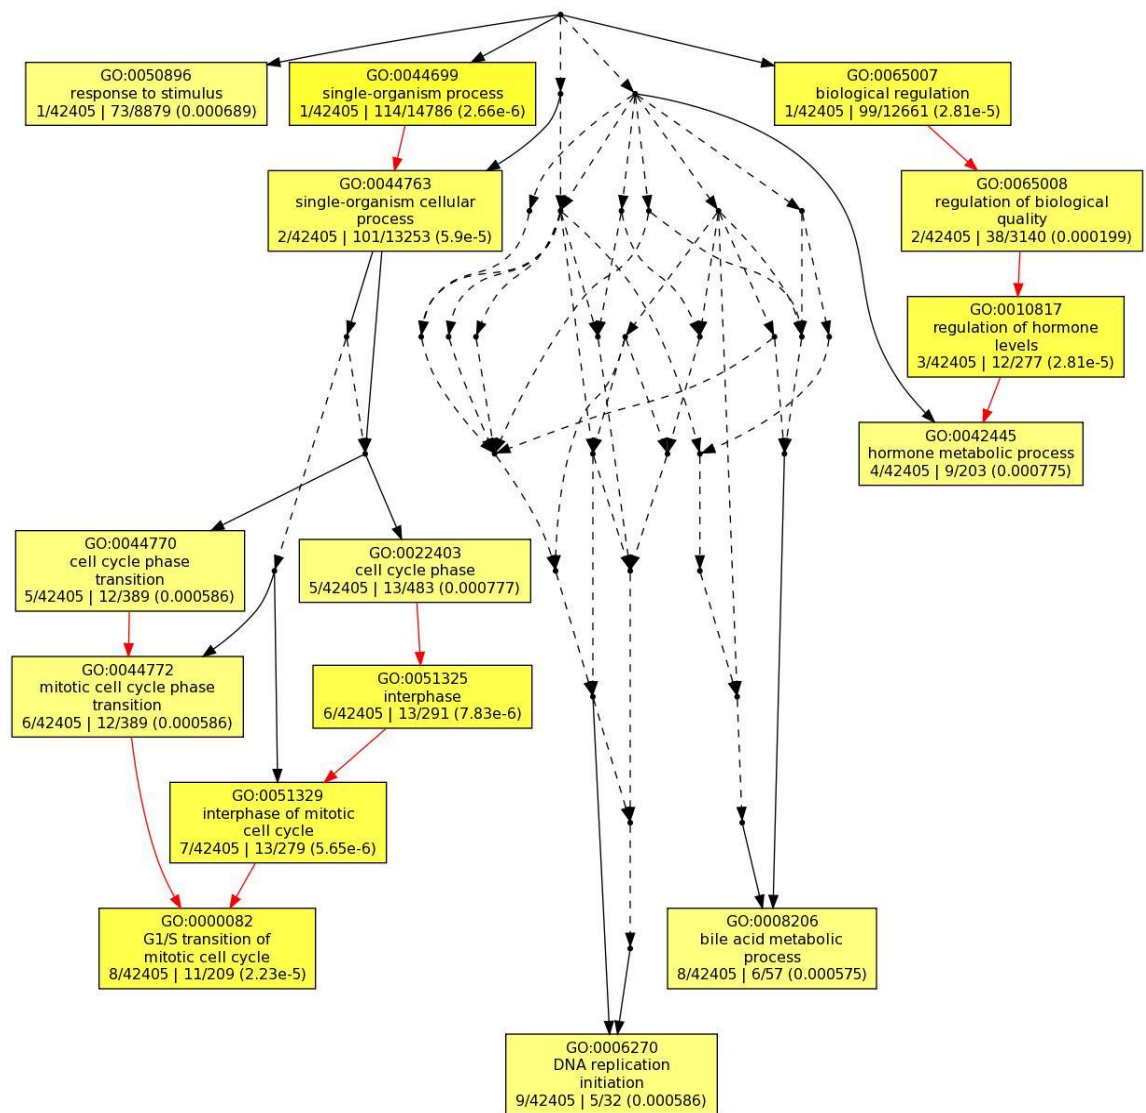 GO:0050896
response to stimulus
1/42405 | 73/8879 (0.000689)
GO:0044699
single-organism process
1/42405 | 114/14786 (2.66e-6)
GO:0065007
biological regulation
1/42405 | 99/12661 (2.81e-5)
GO:0044763
single-organism cellular
process
2/42405 | 101/13253 (5.9e-5)
GO:0065008
regulation of biological
quality
2/42405 | 38/3140 (0.000199)
GO:0010817
regulation of hormone
levels
3/42405 | 12/277 (2.81e-5)
GO:0042445
hormone metabolic process
4/42405 | 9/203 (0.000775)
GO:0044770
cell cycle phase
transition
5/42405 | 12/389 (0.000586)
GO:0022403
cell cycle phase
5/42405 | 13/483 (0.000777)
GO:0044772
mitotic cell cycle phase
transition
6/42405 | 12/389 (0.000586)
GO:0051325
interphase
6/42405 | 13/291 (7.83e-6)
GO:0051329
interphase of mitotic
cell cycle
7/42405 | 13/279 (5.65e-6)
GO:0000082
G1/S transition of
mitotic cell cycle
8/42405 | 11/209 (2.23e-5)
GO:0008206
bile acid metabolic
process
8/42405 | 6/57 (0.000575)
GO:0006270
DNA replication
initiation
9/42405 | 5/32 (0.000586)